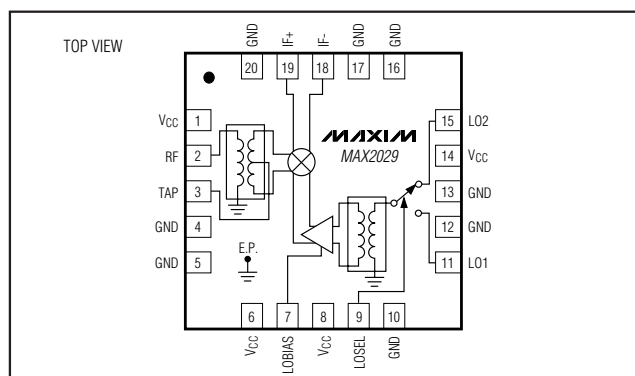 TOP VIEW
GND
IF+
IF-
GND
GND
20
19
18
17
16
VCC 1
RF 2
TAP 3
GND 4
GND 5
MAXIM
MAX2029
E.P.
15 LO2
14 VCC
13 GND
12 GND
11 LO1
6
7
8
9
10
VCC
LOBIAS
VCC
LOSEL
GND